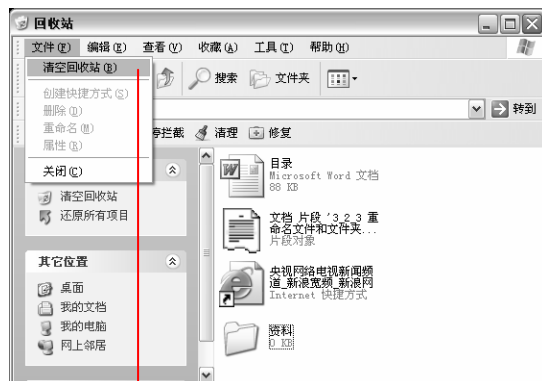 回收站
文件(F) 编辑(E) 查看(V) 收藏(A) 工具(T) 帮助(H)
清空回收站(B)
搜索 文件夹
创建快捷方式(S)
删除(D)
转到
重命名(M)
停拦截 清理 修复
属性(R)
关闭(C)
目录
Microsoft Word 文档
88 KB
清空回收站
还原所有项目
文档 片段 '3 2 3 重
命名文件和文件夹...
片段对象
其它位置
桌面
我的文档
我的电脑
网上邻居
央视网络电视新闻频
道_新浪宽频_新浪网
Internet 快捷方式
资料
0 KB